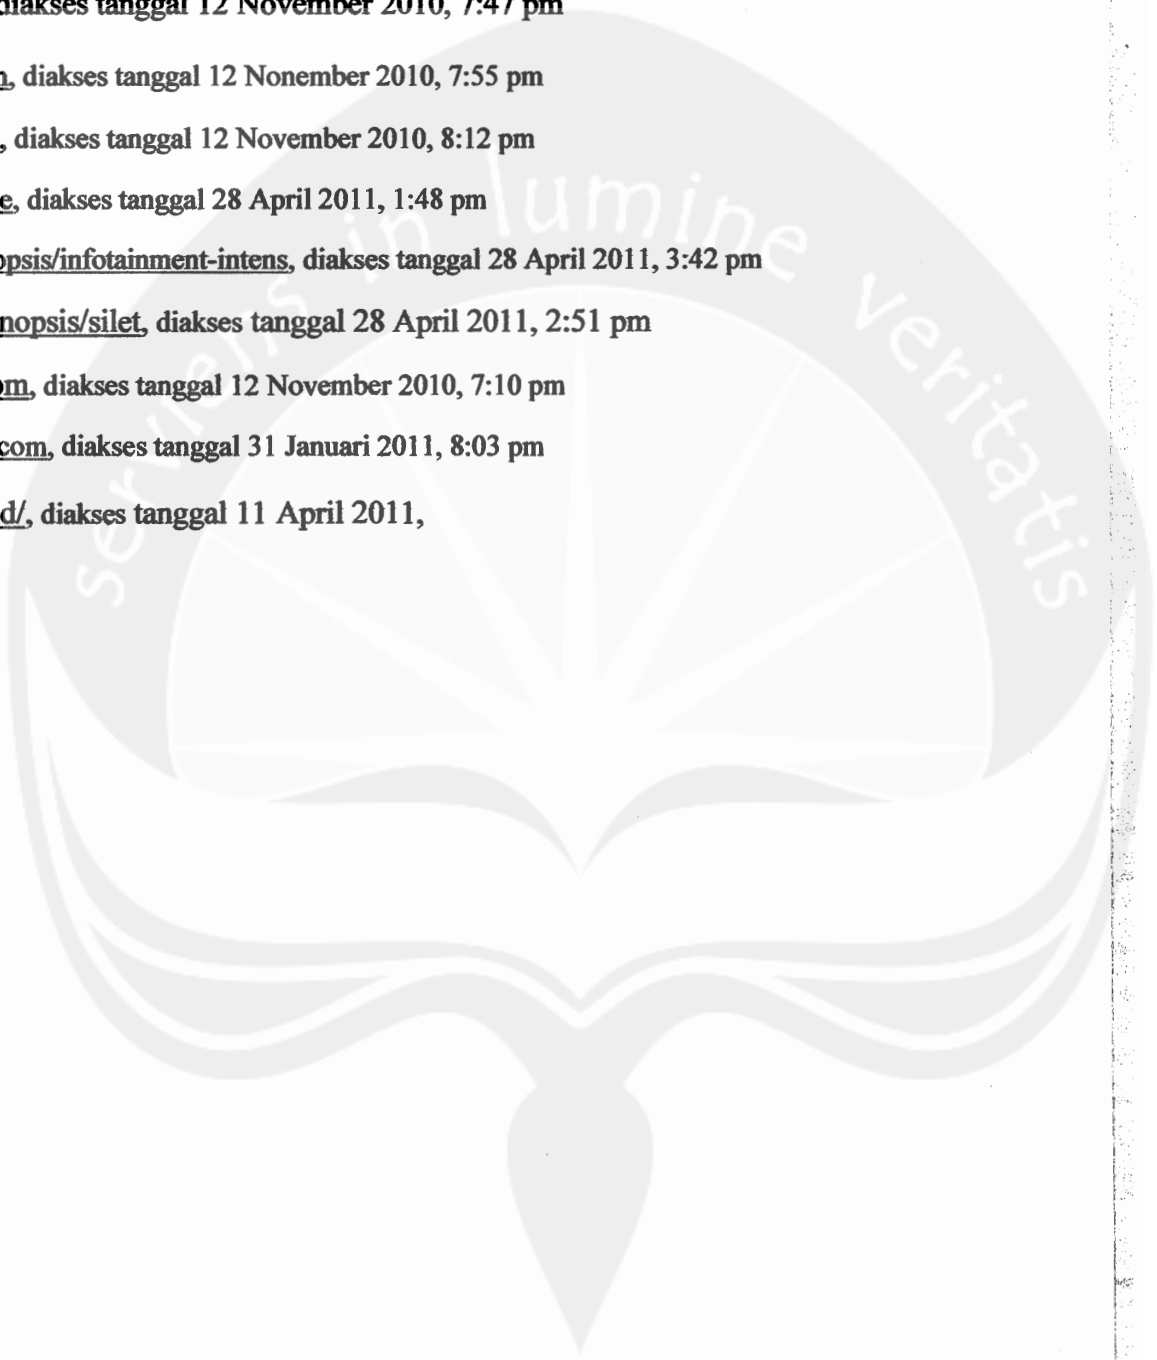 diakses tanggal 12 November 2010, 7:47 pm
, diakses tanggal 12 Nonember 2010, 7:55 pm
, diakses tanggal 12 November 2010, 8:12 pm
e, diakses tanggal 28 April 2011, 1:48 pm
psis/infotainment-intens, diakses tanggal 28 April 2011, 3:42 pm
nopsis/silet, diakses tanggal 28 April 2011, 2:51 pm
m, diakses tanggal 12 November 2010, 7:10 pm
com, diakses tanggal 31 Januari 2011, 8:03 pm
d/, diakses tanggal 11 April 2011,
serviens in lumine veritatis